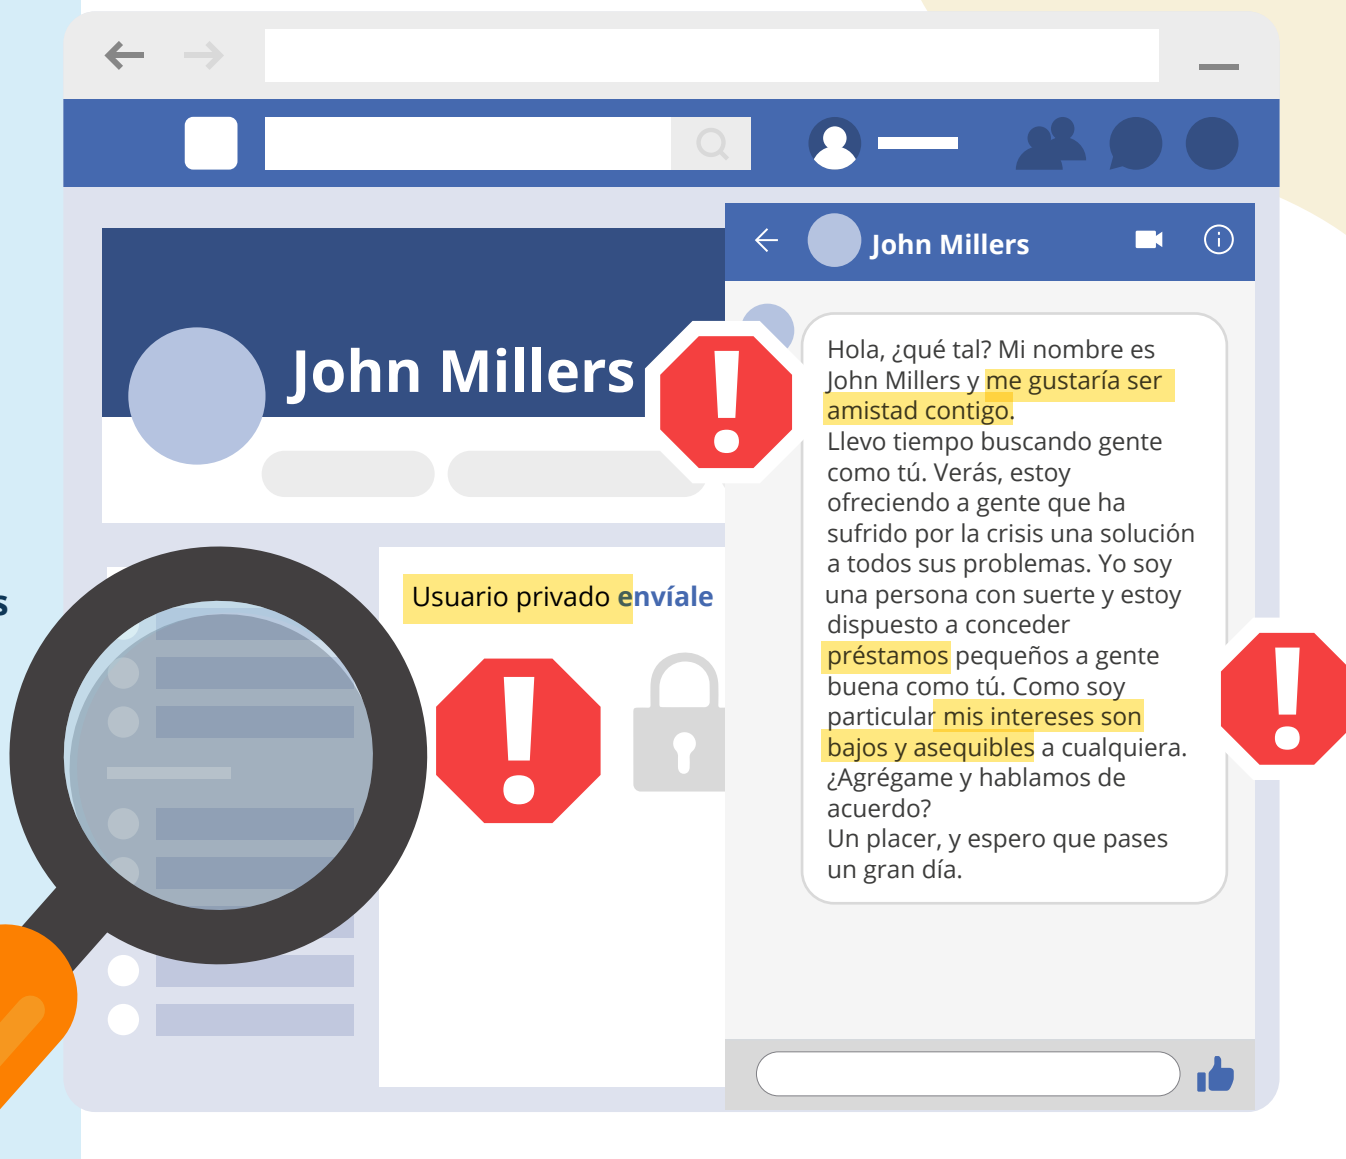 John Millers
Usuario privado envíale
John Millers
Hola, ¿qué tal? Mi nombre es
John Millers y me gustaría ser
amistad contigo.
Llevo tiempo buscando gente
como tú. Verás, estoy
ofreciendo a gente que ha
sufrido por la crisis una solución
a todos sus problemas. Yo soy
una persona con suerte y estoy
dispuesto a conceder
préstamos pequeños a gente
buena como tú. Como soy
particular mis intereses son
bajos y asequibles a cualquiera.
¿Agrégame y hablamos de
acuerdo?
Un placer, y espero que pases
un gran día.